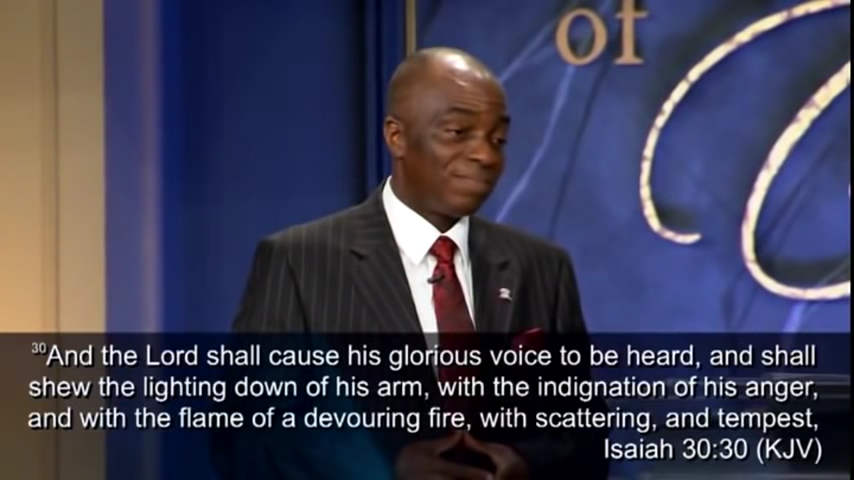 of
30And the Lord shall cause his glorious voice to be heard, and shall
shew the lighting down of his arm, with the indignation of his anger,
and with the flame of a devouring fire, with scattering, and tempest,
Isaiah 30:30 (KJV)